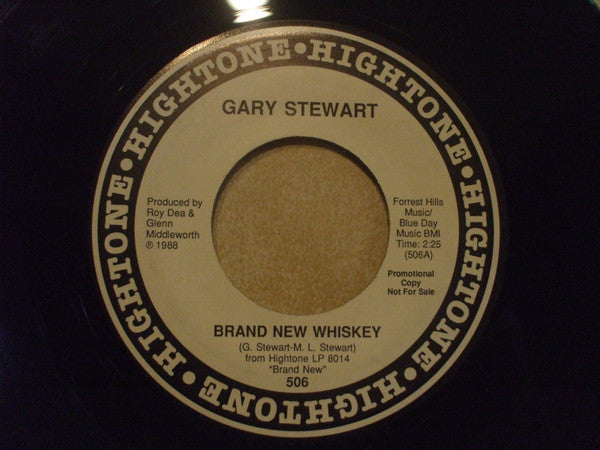 HIGHTONE • HIGHTONE • HIGHTONE • HIGHTONE • HIGHTONE • HIGHTONE •
GARY STEWART
Produced by
Roy Dea &
Glenn
Middleworth
℗ 1988
Forrest Hills
Music/
Blue Day
Music BMI
Time: 2:25
(506A)
Promotional
Copy
Not For Sale
BRAND NEW WHISKEY
(G. Stewart-M. L. Stewart)
from Hightone LP 8014
"Brand New"
506